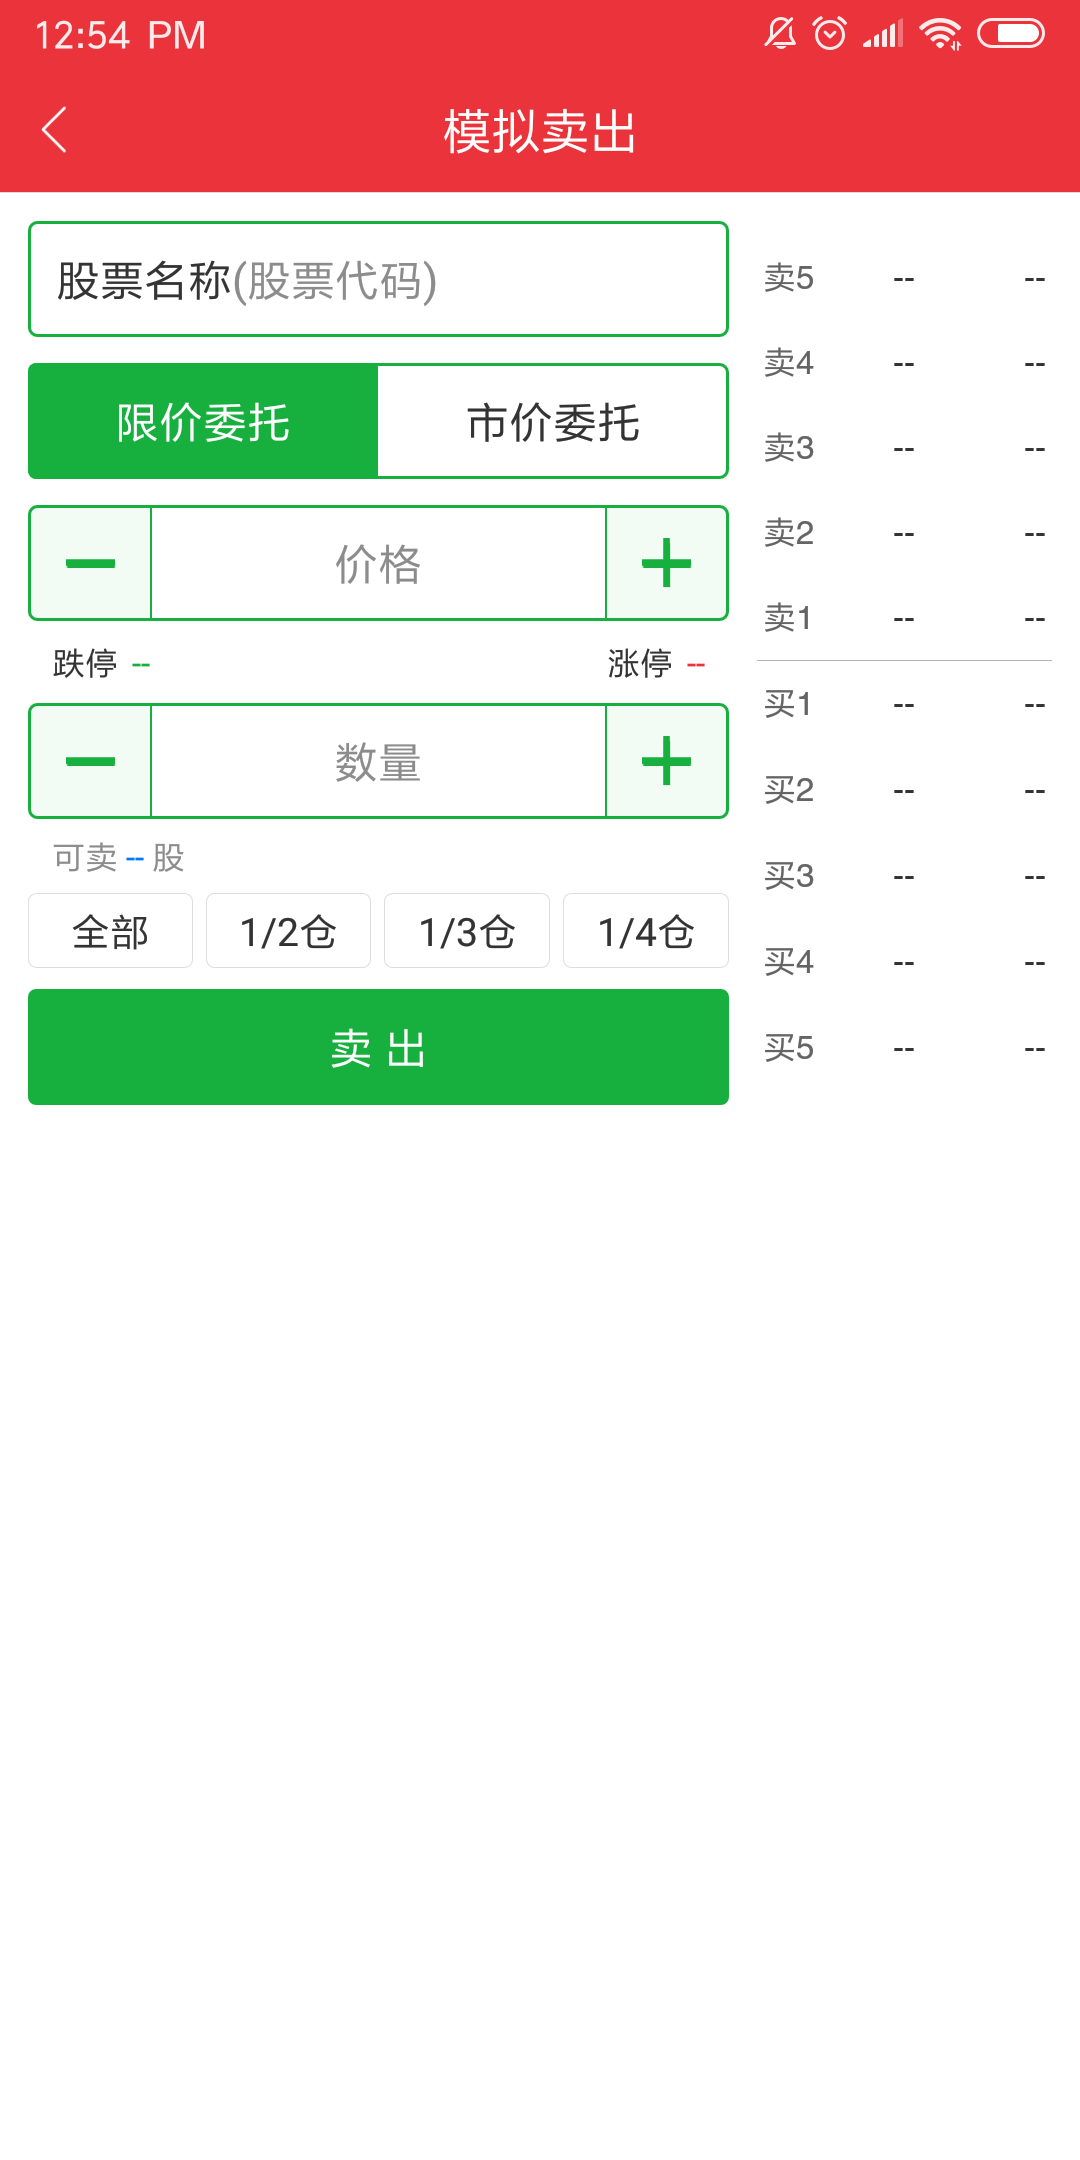 12:54 PM
模拟卖出
股票名称(股票代码)
限价委托 市价委托
价格
跌停 -- 涨停 --
数量
可卖 -- 股
全部 1/2仓 1/3仓 1/4仓
卖 出
卖5 -- --
卖4 -- --
卖3 -- --
卖2 -- --
卖1 -- --
买1 -- --
买2 -- --
买3 -- --
买4 -- --
买5 -- --